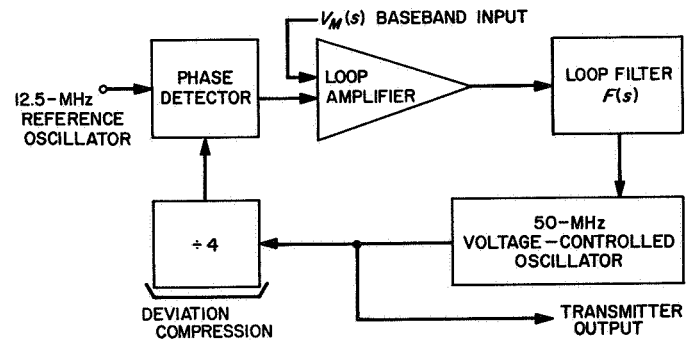 V_M(s) BASEBAND INPUT
PHASE
DETECTOR
LOOP
AMPLIFIER
LOOP FILTER
F(s)
12.5-MHz
REFERENCE
OSCILLATOR
÷4
50-MHz
VOLTAGE-CONTROLLED
OSCILLATOR
DEVIATION
COMPRESSION
TRANSMITTER
OUTPUT